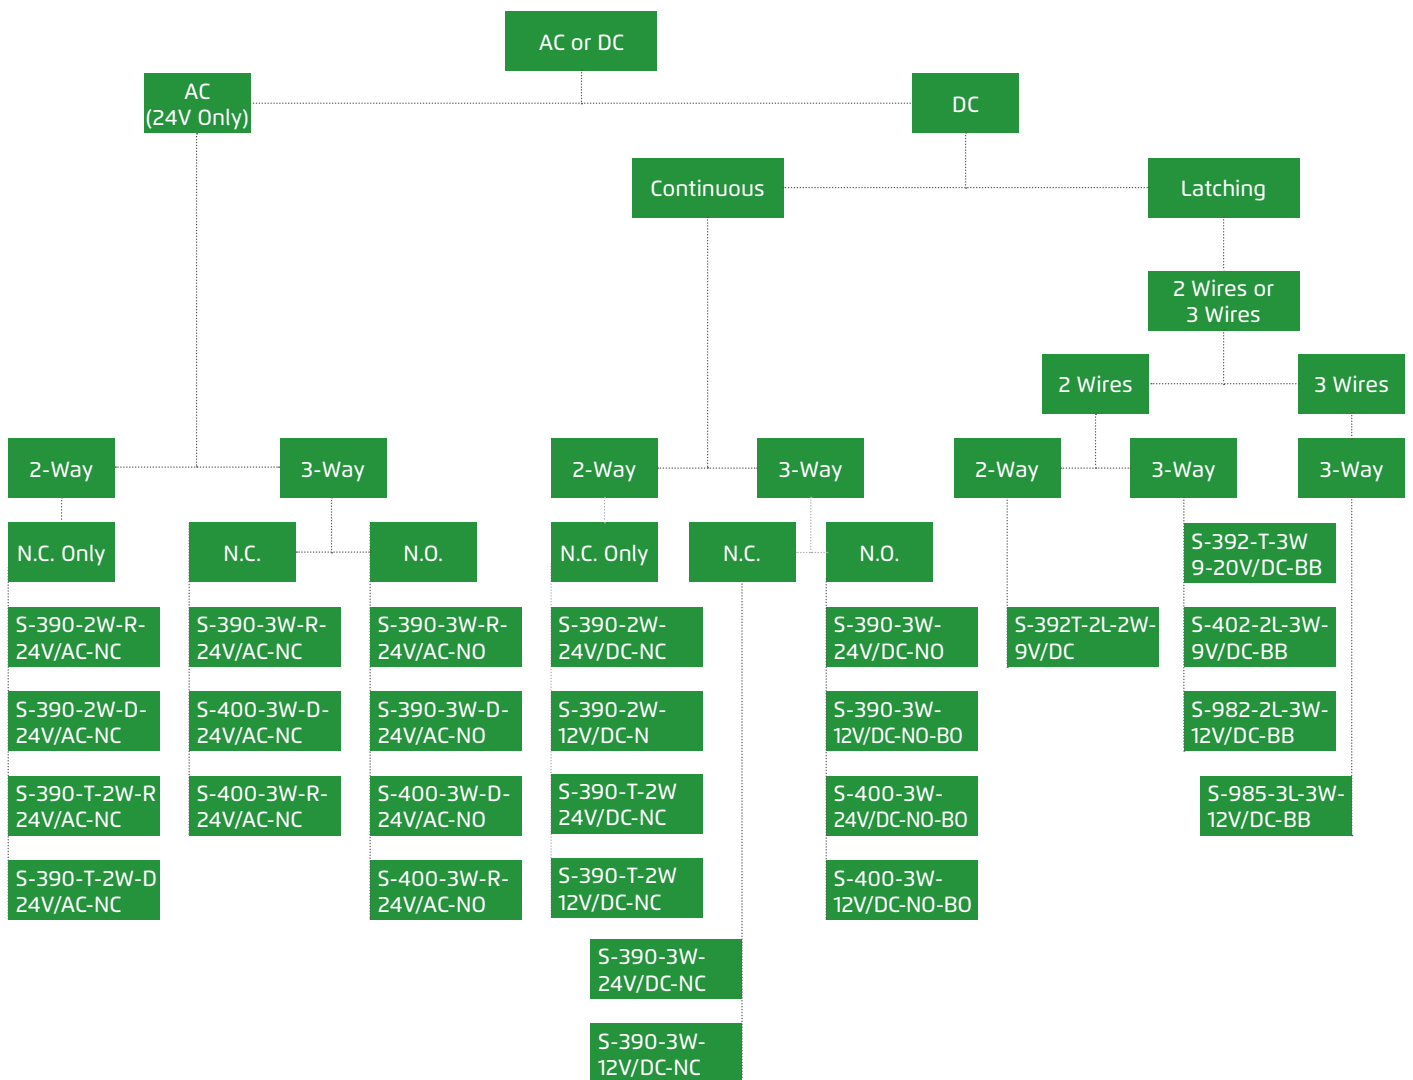 AC or DC
AC
(24V Only)
DC
Continuous
Latching
2 Wires or
3 Wires
2 Wires
3 Wires
2-Way
3-Way
2-Way
3-Way
2-Way
3-Way
3-Way
N.C. Only
N.C.
N.O.
N.C. Only
N.C.
N.O.
S-390-2W-R-
24V/AC-NC
S-390-2W-D-
24V/AC-NC
S-390-T-2W-R
24V/AC-NC
S-390-T-2W-D
24V/AC-NC
S-390-3W-R-
24V/AC-NC
S-400-3W-D-
24V/AC-NC
S-400-3W-R-
24V/AC-NC
S-390-3W-R-
24V/AC-NO
S-390-3W-D-
24V/AC-NO
S-400-3W-D-
24V/AC-NO
S-400-3W-R-
24V/AC-NO
S-390-2W-
24V/DC-NC
S-390-2W-
12V/DC-N
S-390-T-2W
24V/DC-NC
S-390-T-2W
12V/DC-NC
S-390-3W-
24V/DC-NC
S-390-3W-
12V/DC-NC
S-390-3W-
24V/DC-NO
S-390-3W-
12V/DC-NO-BO
S-400-3W-
24V/DC-NO-BO
S-400-3W-
12V/DC-NO-BO
S-392T-2L-2W-
9V/DC
S-392-T-3W
9-20V/DC-BB
S-402-2L-3W-
9V/DC-BB
S-982-2L-3W-
12V/DC-BB
S-985-3L-3W-
12V/DC-BB